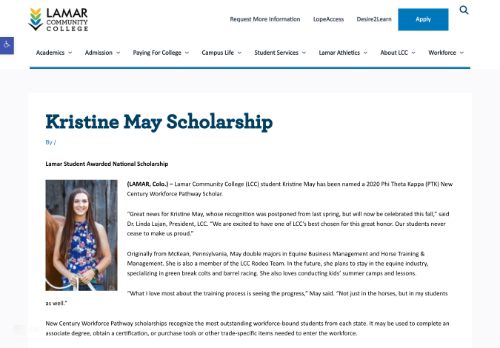 LAMAR
COMMUNITY
COLLEGE
Request More Information LopeAccess Desire2Learn Apply
Academics Admission Paying For College Campus Life Student Services Lamar Athletics About LCC Workforce
Kristine May Scholarship
By /
Lamar Student Awarded National Scholarship
(LAMAR, Colo.) – Lamar Community College (LCC) student Kristine May has been named a 2020 Phi Theta Kappa (PTK) New
Century Workforce Pathway Scholar.
"Great news for Kristine May, whose recognition was postponed from last spring, but will now be celebrated this fall," said
Dr. Linda Lujan, President, LCC. "We are excited to have one of LCC's best chosen for this great honor. Our students never
cease to make us proud."
Originally from McKean, Pennsylvania, May double majors in Equine Business Management and Horse Training &
Management. She is also a member of the LCC Rodeo Team. In the future, she plans to stay in the equine industry,
specializing in green break colts and barrel racing. She also loves conducting kids' summer camps and lessons.
"What I love most about the training process is seeing the progress," May said. "Not just in the horses, but in my students
as well."
New Century Workforce Pathway scholarships recognize the most outstanding workforce-bound students from each state. It may be used to complete an
associate degree, obtain a certification, or purchase tools or other trade-specific items needed to enter the workforce.